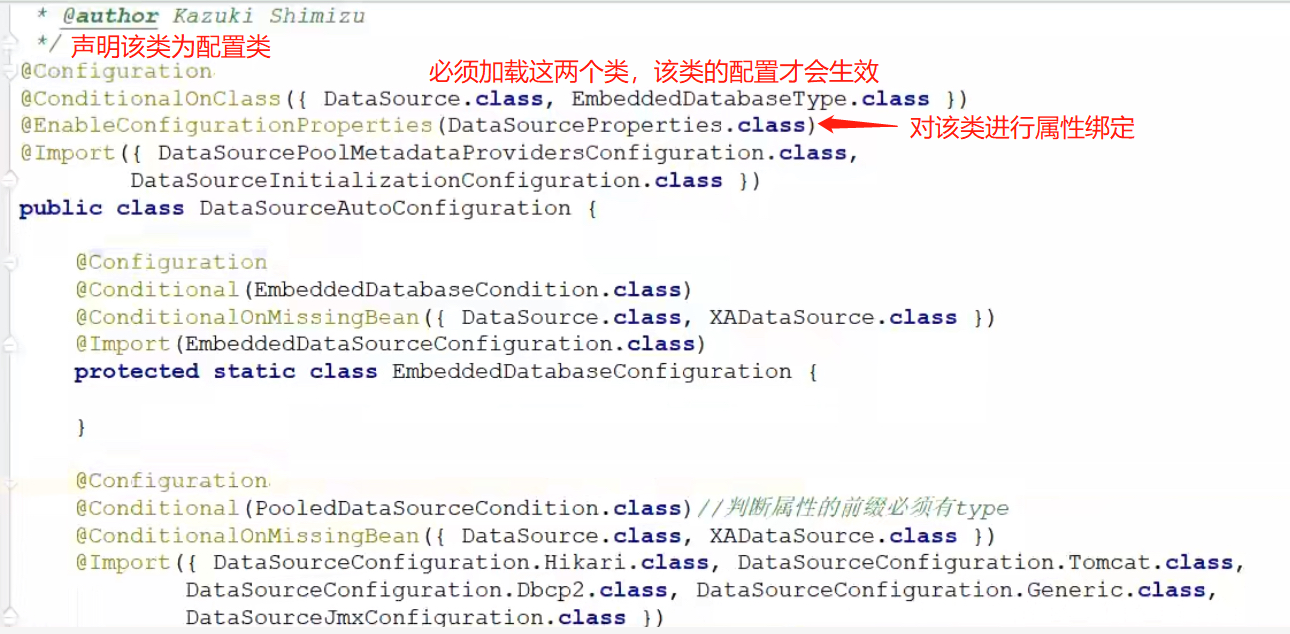 * @author Kazuki Shimizu
*/ 声明该类为配置类
@Configuration
必须加载这两个类，该类的配置才会生效
@ConditionalOnClass({ DataSource.class, EmbeddedDatabaseType.class })
@EnableConfigurationProperties(DataSourceProperties.class) 对该类进行属性绑定
@Import({ DataSourcePoolMetadataProvidersConfiguration.class,
DataSourceInitializationConfiguration.class })
public class DataSourceAutoConfiguration {
@Configuration
@Conditional(EmbeddedDatabaseCondition.class)
@ConditionalOnMissingBean({ DataSource.class, XADataSource.class })
@Import(EmbeddedDataSourceConfiguration.class)
protected static class EmbeddedDatabaseConfiguration {
}
@Configuration
@Conditional(PooledDataSourceCondition.class)//判断属性的前缀必须有type
@ConditionalOnMissingBean({ DataSource.class, XADataSource.class })
@Import({ DataSourceConfiguration.Hikari.class, DataSourceConfiguration.Tomcat.class,
DataSourceConfiguration.Dbcp2.class, DataSourceConfiguration.Generic.class,
DataSourceJmxConfiguration.class })